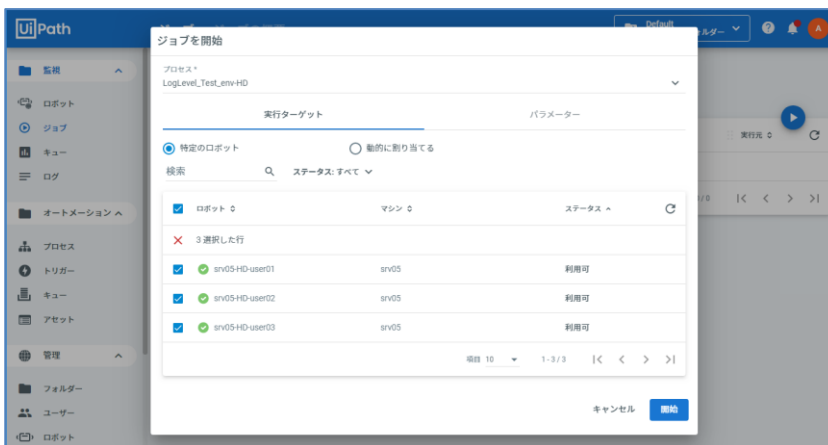 UiPath
Default
ォルダー
A
監視
ロボット
ジョブ
キュー
ログ
オートメーション
プロセス
トリガー
キュー
アセット
管理
フォルダー
ユーザー
ロボット
ジョブを開始
プロセス*
LogLevel_Test_env-HD
実行ターゲット
パラメーター
特定のロボット
動的に割り当てる
検索
ステータス: すべて
ロボット
マシン
ステータス
3 選択した行
srv05-HD-user01
srv05
利用可
srv05-HD-user02
srv05
利用可
srv05-HD-user03
srv05
利用可
項目 10
1 - 3 / 3
キャンセル
開始
実行元
/ 0